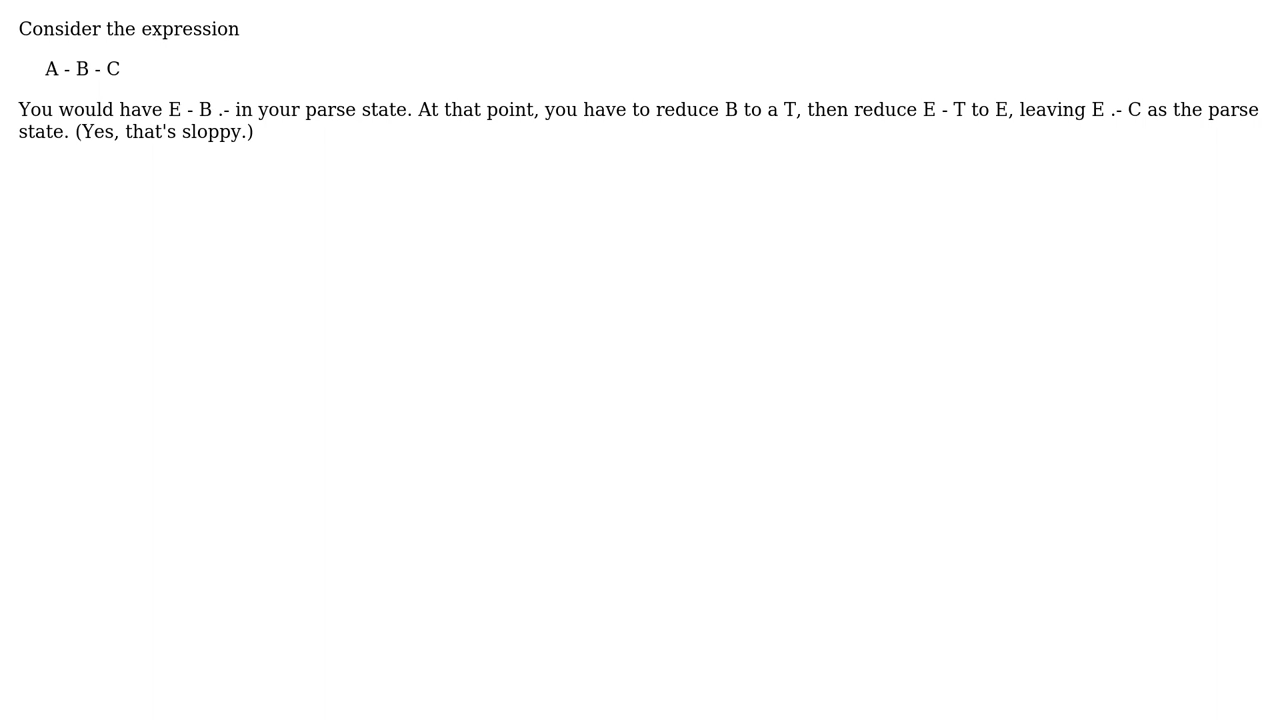 Consider the expression
A - B - C
You would have E - B .- in your parse state. At that point, you have to reduce B to a T, then reduce E - T to E, leaving E .- C as the parse
state. (Yes, that's sloppy.)